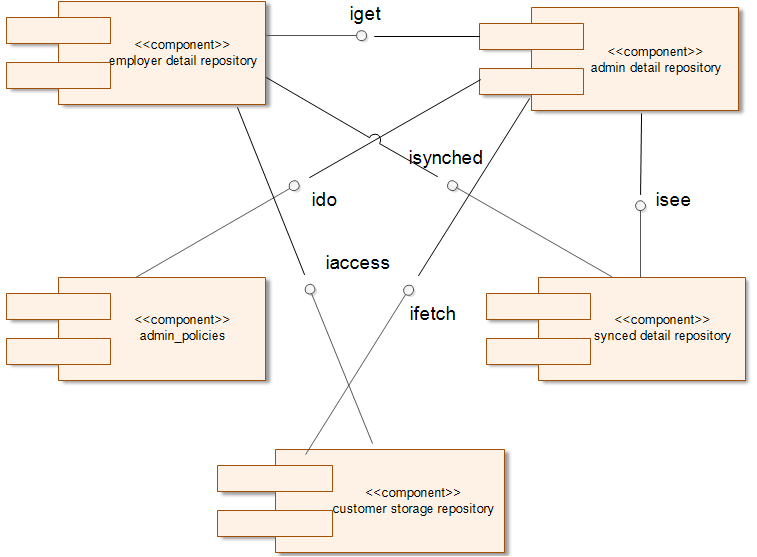 iget
<<component>>
employer detail repository
<<component>>
admin detail repository
isynched
ido
isee
iaccess
ifetch
<<component>>
admin_policies
<<component>>
synced detail repository
<<component>>
customer storage repository